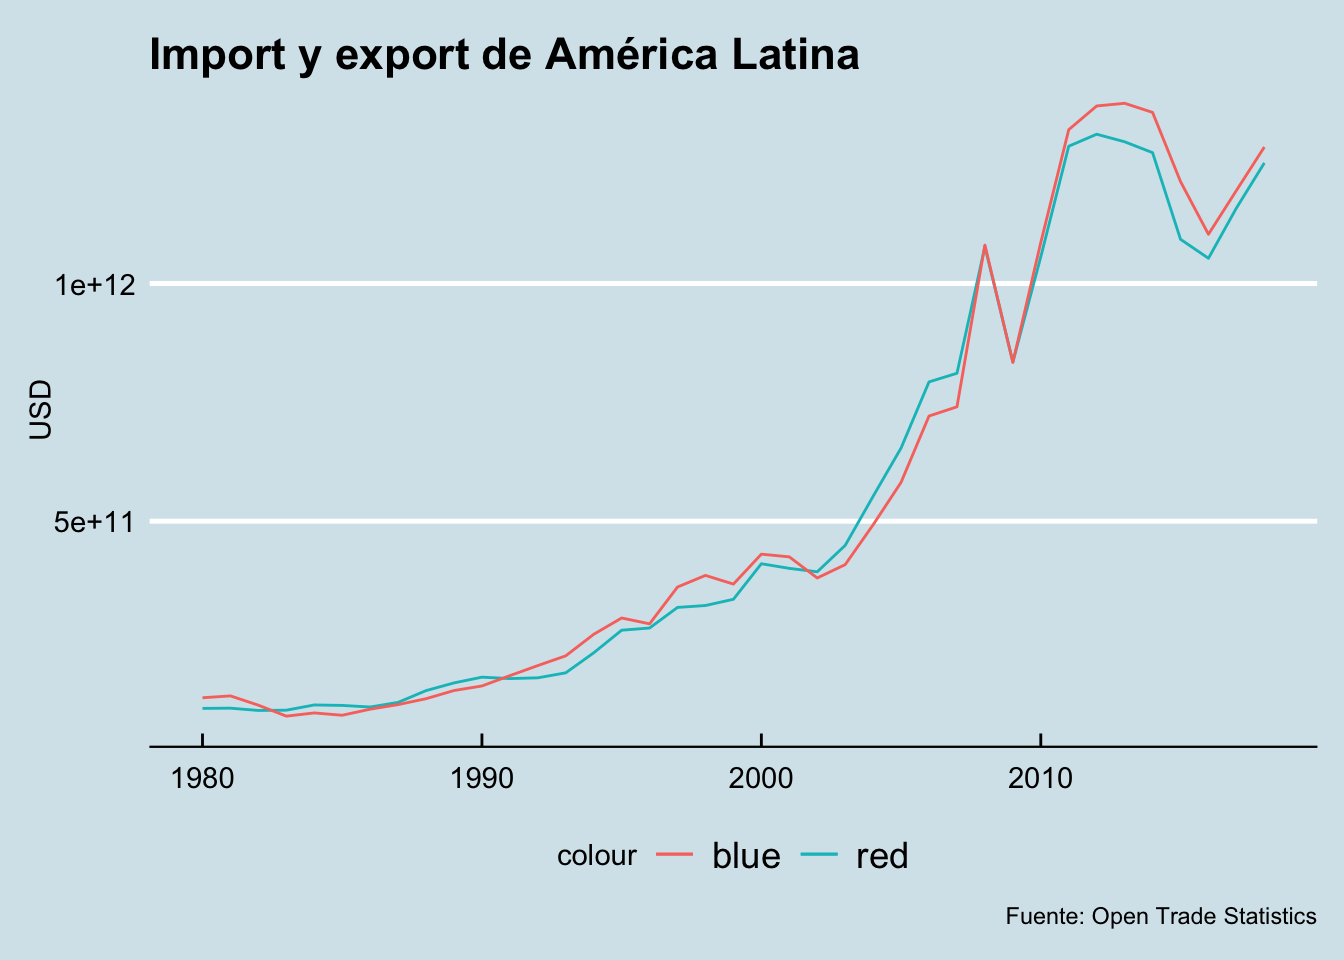 Import y export de América Latina
1e+12
USD
5e+11
1980 1990 2000 2010
colour blue red
Fuente: Open Trade Statistics